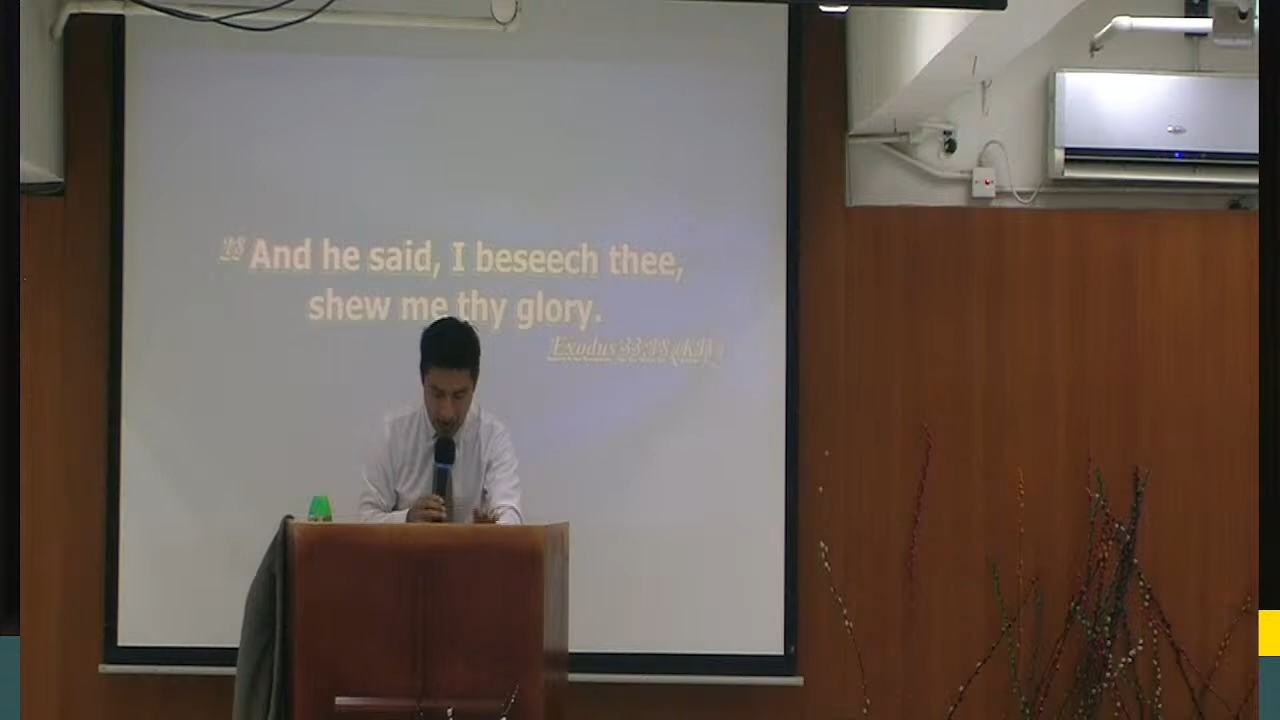 18 And he said, I beseech thee,
shew me thy glory.
Exodus 33:18 (KJV)